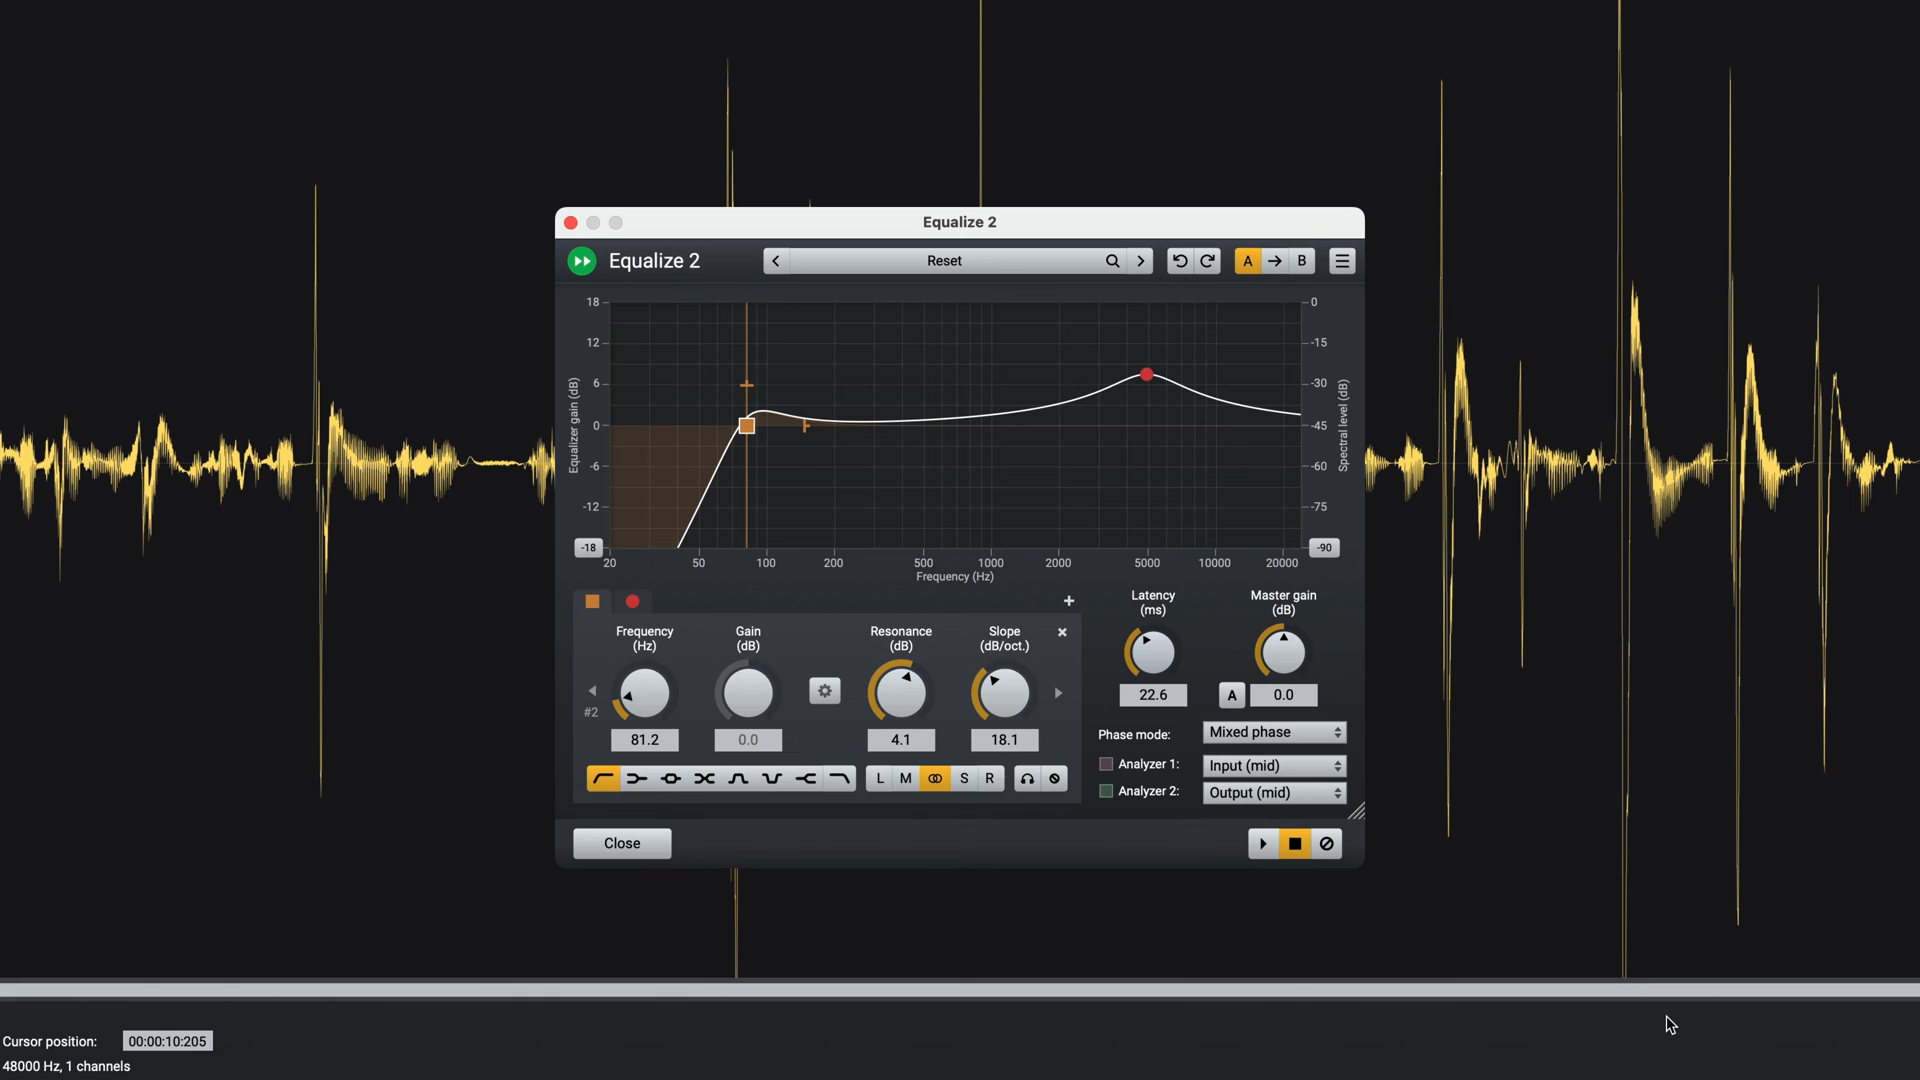 Equalize 2
Equalize 2
Reset
A
B
18
12
6
0
-6
-12
-18
Equalizer gain (dB)
0
-15
-30
-45
-60
-75
-90
Spectral level (dB)
20 50 100 200 500 1000 2000 5000 10000 20000
Frequency (Hz)
Frequency
(Hz)
Gain
(dB)
Resonance
(dB)
Slope
(dB/oct.)
#2
81.2
0.0
4.1
18.1
L M S R
Latency
(ms)
22.6
Master gain
(dB)
A
0.0
Phase mode: Mixed phase
Analyzer 1: Input (mid)
Analyzer 2: Output (mid)
Close
Cursor position: 00:00:10:205
48000 Hz, 1 channels